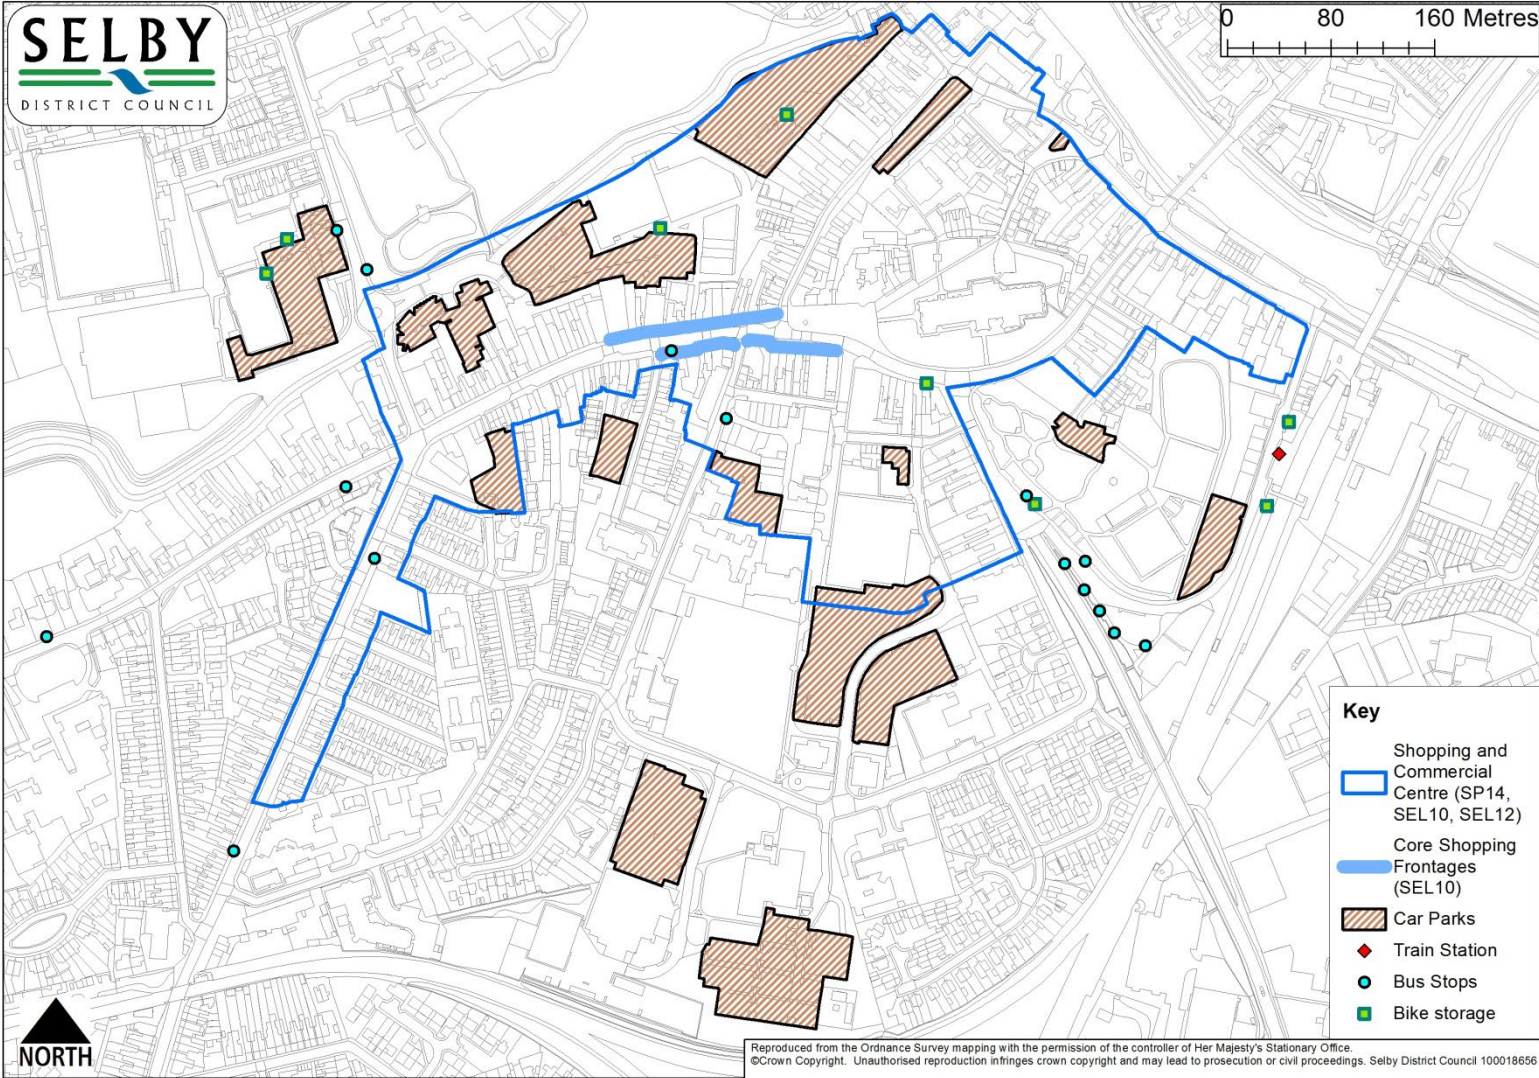 SELBY
DISTRICT COUNCIL
0 80 160 Metres
Key
Shopping and
Commercial
Centre (SP14,
SEL10, SEL12)
Core Shopping
Frontages
(SEL10)
Car Parks
Train Station
Bus Stops
Bike storage
NORTH
Reproduced from the Ordnance Survey mapping with the permission of the controller of Her Majesty's Stationary Office.
©Crown Copyright. Unauthorised reproduction infringes crown copyright and may lead to prosecution or civil proceedings. Selby District Council 100018656